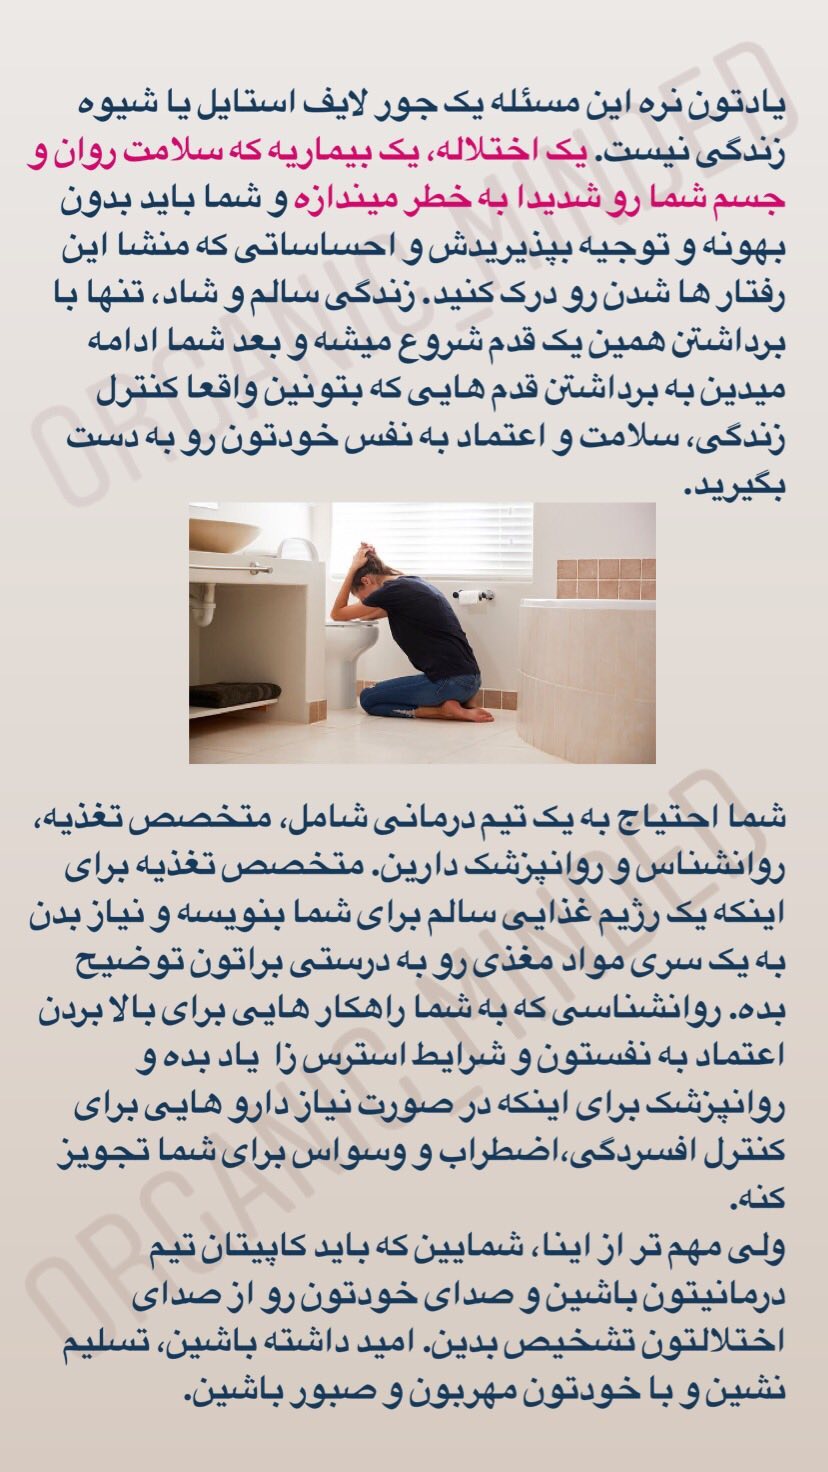 یادتون نره این مسئله یک جور لایف استایل یا شیوه
زندگی نیست. یک اختلاله، یک بیماریه که سلامت روان و
جسم شما رو شدیدا به خطر میندازه و شما باید بدون
بهونه و توجیه بپذیریدش و احساساتی که منشا این
رفتار ها شدن رو درک کنید. زندگی سالم و شاد، تنها با
برداشتن همین یک قدم شروع میشه و بعد شما ادامه
میدین به برداشتن قدم هایی که بتونین واقعا کنترل
زندگی، سلامت و اعتماد به نفس خودتون رو به دست
بگیرید.
شما احتیاج به یک تیم درمانی شامل، متخصص تغذیه،
روانشناس و روانپزشک دارین. متخصص تغذیه برای
اینکه یک رژیم غذایی سالم برای شما بنویسه و نیاز بدن
به یک سری مواد مغذی رو به درستی براتون توضیح
بده. روانشناسی که به شما راهکار هایی برای بالا بردن
اعتماد به نفستون و شرایط استرس زا یاد بده و
روانپزشک برای اینکه در صورت نیاز دارو هایی برای
کنترل افسردگی،اضطراب و وسواس برای شما تجویز
کنه.
ولی مهم تر از اینا، شمایین که باید کاپیتان تیم
درمانیتون باشین و صدای خودتون رو از صدای
اختلالتون تشخیص بدین. امید داشته باشین، تسلیم
نشین و با خودتون مهربون و صبور باشین.
ORGANIC_MINDED
ORGANIC_MINDED